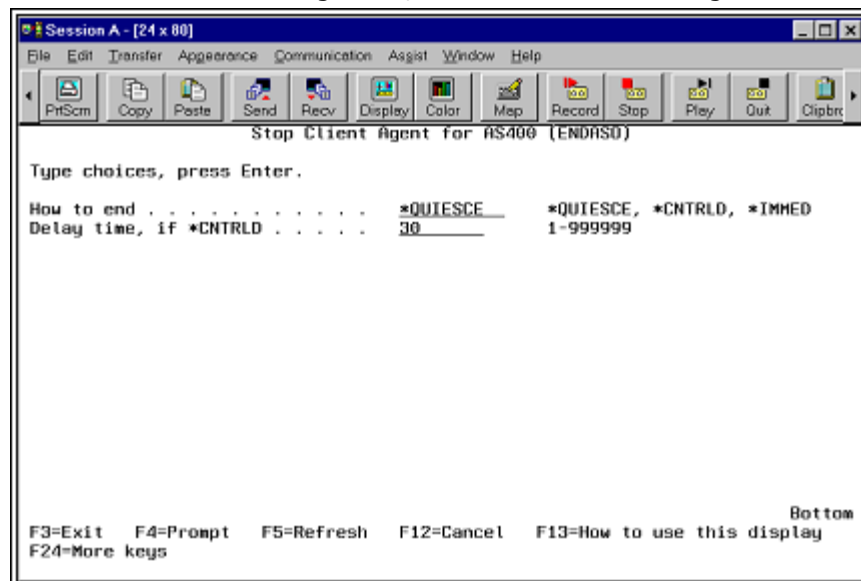 Session A - [24 x 80]
File Edit Transfer Appearance Communication Assist Window Help
PrtScrn Copy Paste Send Recv Display Color Map Record Stop Play Quit Clipbrd
Stop Client Agent for AS400 (ENDASO)
Type choices, press Enter.
How to end . . . . . . . . . . . *QUIESCE *QUIESCE, *CNTRLD, *IMMED
Delay time, if *CNTRLD . . . . . 30 1-999999
Bottom
F3=Exit F4=Prompt F5=Refresh F12=Cancel F13=How to use this display
F24=More keys